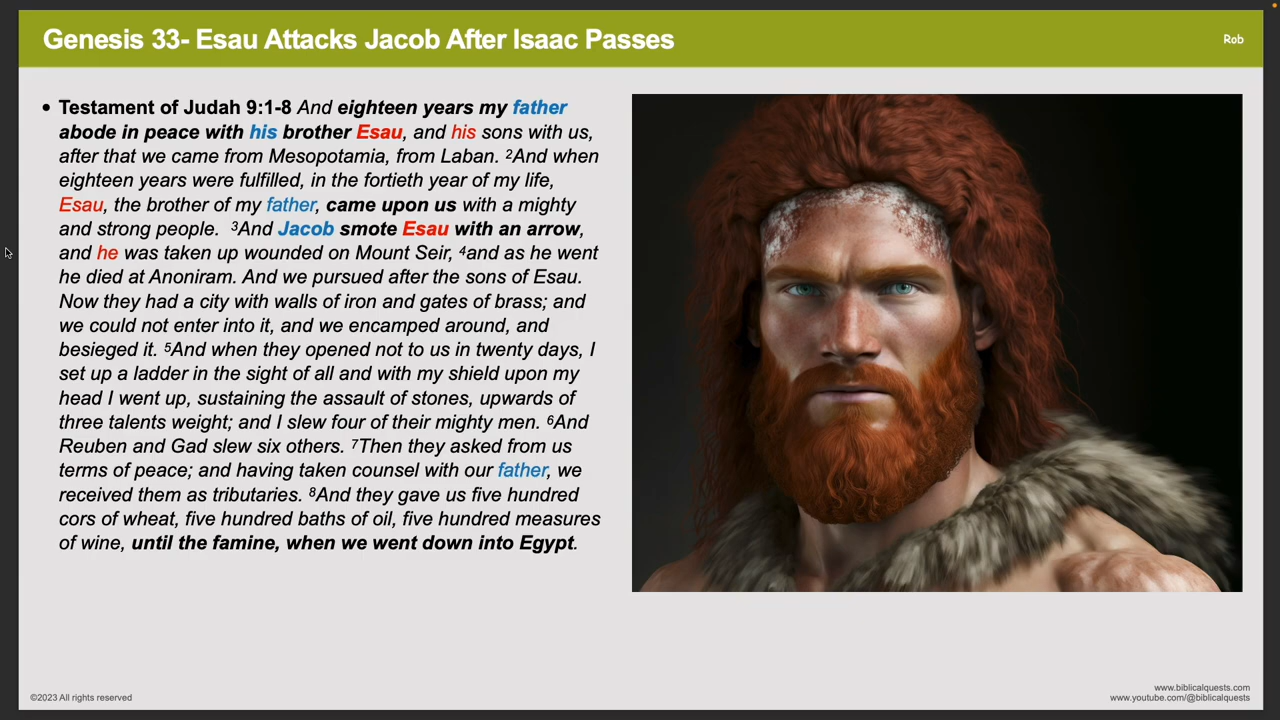 Genesis 33- Esau Attacks Jacob After Isaac Passes
Rob
• Testament of Judah 9:1-8 And eighteen years my father
abode in peace with his brother Esau, and his sons with us,
after that we came from Mesopotamia, from Laban. ²And when
eighteen years were fulfilled, in the fortieth year of my life,
Esau, the brother of my father, came upon us with a mighty
and strong people. ³And Jacob smote Esau with an arrow,
and he was taken up wounded on Mount Seir, ⁴and as he went
he died at Anoniram. And we pursued after the sons of Esau.
Now they had a city with walls of iron and gates of brass; and
we could not enter into it, and we encamped around, and
besieged it. ⁵And when they opened not to us in twenty days, I
set up a ladder in the sight of all and with my shield upon my
head I went up, sustaining the assault of stones, upwards of
three talents weight; and I slew four of their mighty men. ⁶And
Reuben and Gad slew six others. ⁷Then they asked from us
terms of peace; and having taken counsel with our father, we
received them as tributaries. ⁸And they gave us five hundred
cors of wheat, five hundred baths of oil, five hundred measures
of wine, until the famine, when we went down into Egypt.
©2023 All rights reserved
www.biblicalquests.com
www.youtube.com/@biblicalquests